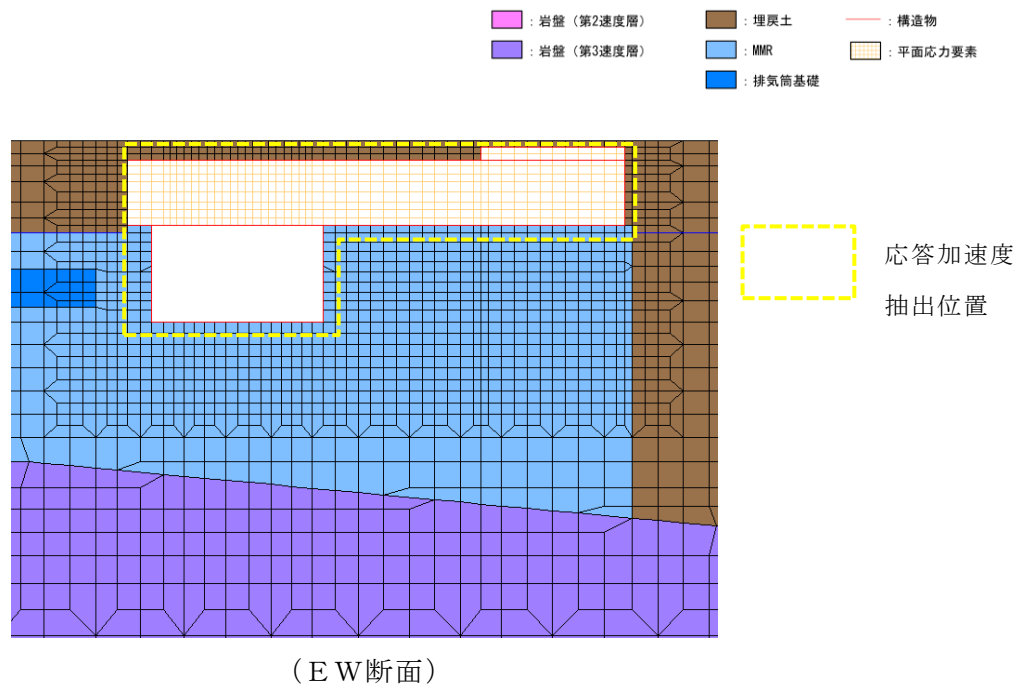 ：岩盤（第2速度層）
：埋戻土
：構造物
：岩盤（第3速度層）
：MMR
：平面応力要素
：排気筒基礎
応答加速度
抽出位置
（ＥＷ断面）